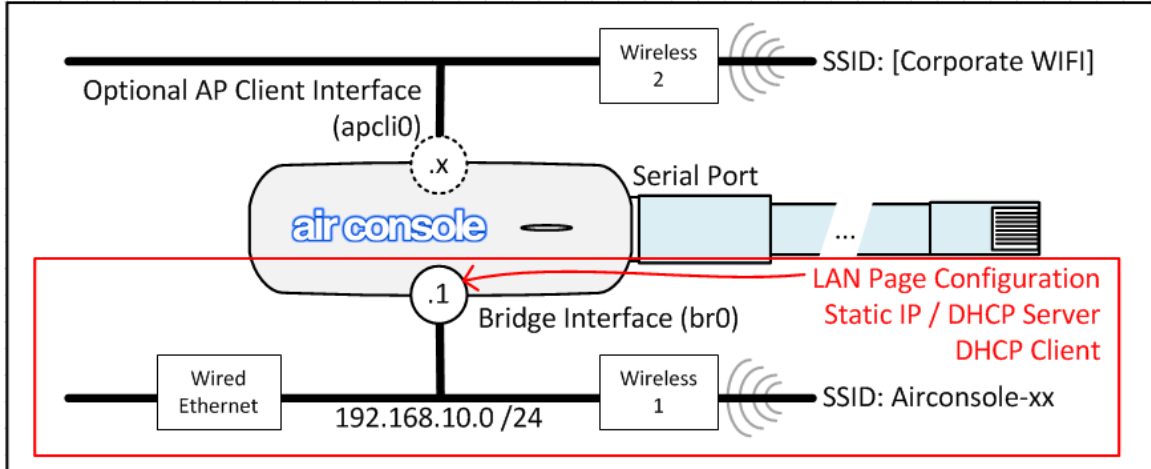 Wireless
2
SSID: [Corporate WIFI]
Optional AP Client Interface
(apcli0)
.x
Serial Port
air console
...
LAN Page Configuration
Static IP / DHCP Server
DHCP Client
.1
Bridge Interface (br0)
Wired
Ethernet
192.168.10.0 /24
Wireless
1
SSID: Airconsole-xx